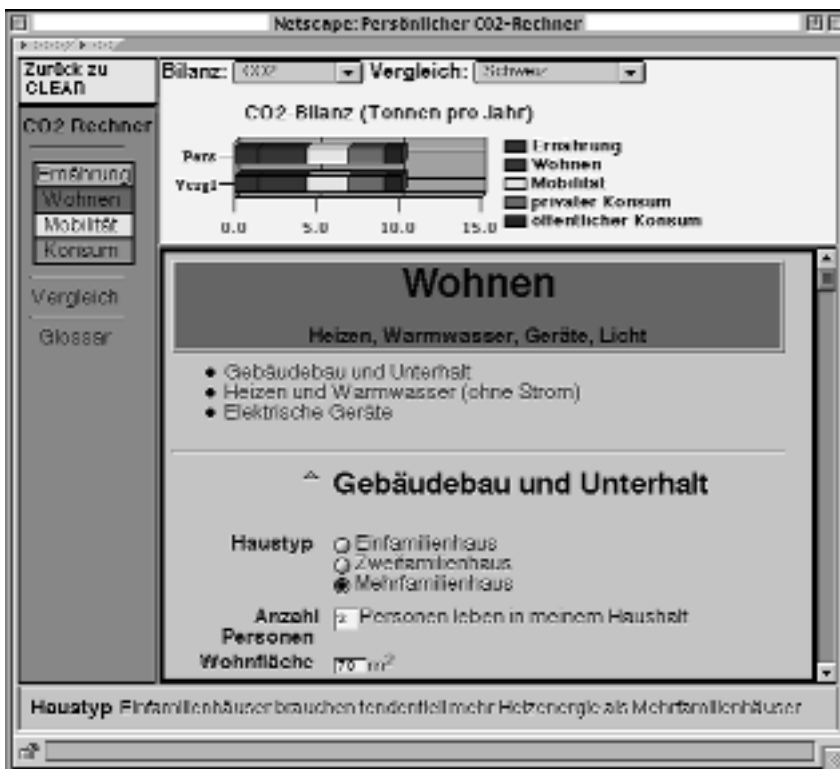 Netscape: Persönlicher CO2-Rechner
Zurück zu
CLEAR
Bilanz: CO2
Vergleich: Schweiz
CO2 Rechner
Ernährung
Wohnen
Mobilität
Konsum
Vergleich
Glossar
CO2-Bilanz (Tonnen pro Jahr)
Pers
Vergl
0.0 5.0 10.0 15.0
Ernährung
Wohnen
Mobilität
privater Konsum
öffentlicher Konsum
Wohnen
Heizen, Warmwasser, Geräte, Licht
Gebäudebau und Unterhalt
Heizen und Warmwasser (ohne Strom)
Elektrische Geräte
Gebäudebau und Unterhalt
Haustyp Einfamilienhaus
Zweifamilienhaus
Mehrfamilienhaus
Anzahl Personen leben in meinem Haushalt
Personen
Wohnfläche 70 m²
Haustyp Einfamilienhäuser brauchen tendentiell mehr Heizenergie als Mehrfamilienhäuser